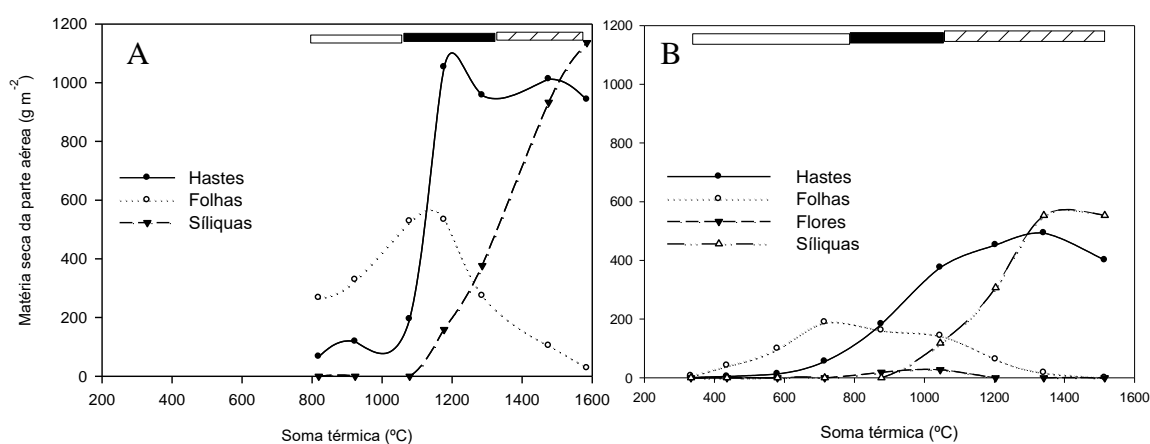 A
B
Matéria seca da parte aérea (g m⁻²)
1200
1000
800
600
400
200
0
Hastes
Folhas
Síliquas
200 400 600 800 1000 1200 1400 1600
Soma térmica (ºC)
1200
1000
800
600
400
200
0
Hastes
Folhas
Flores
Síliquas
200 400 600 800 1000 1200 1400 1600
Soma térmica (ºC)